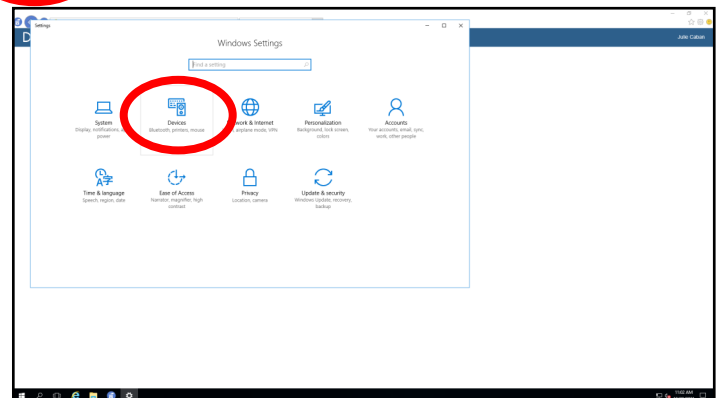 Settings
Windows Settings
Julie Caban
Find a setting
System
Display, notifications,
power
Devices
Bluetooth, printers, mouse
work & Internet
airplane mode, VPN
Personalization
Background, lock screen,
colors
Accounts
Your accounts, email, sync,
work, other people
Time & language
Speech, region, date
Ease of Access
Narrator, magnifier, high
contrast
Privacy
Location, camera
Update & security
Windows Update, recovery,
backup
11:02 AM